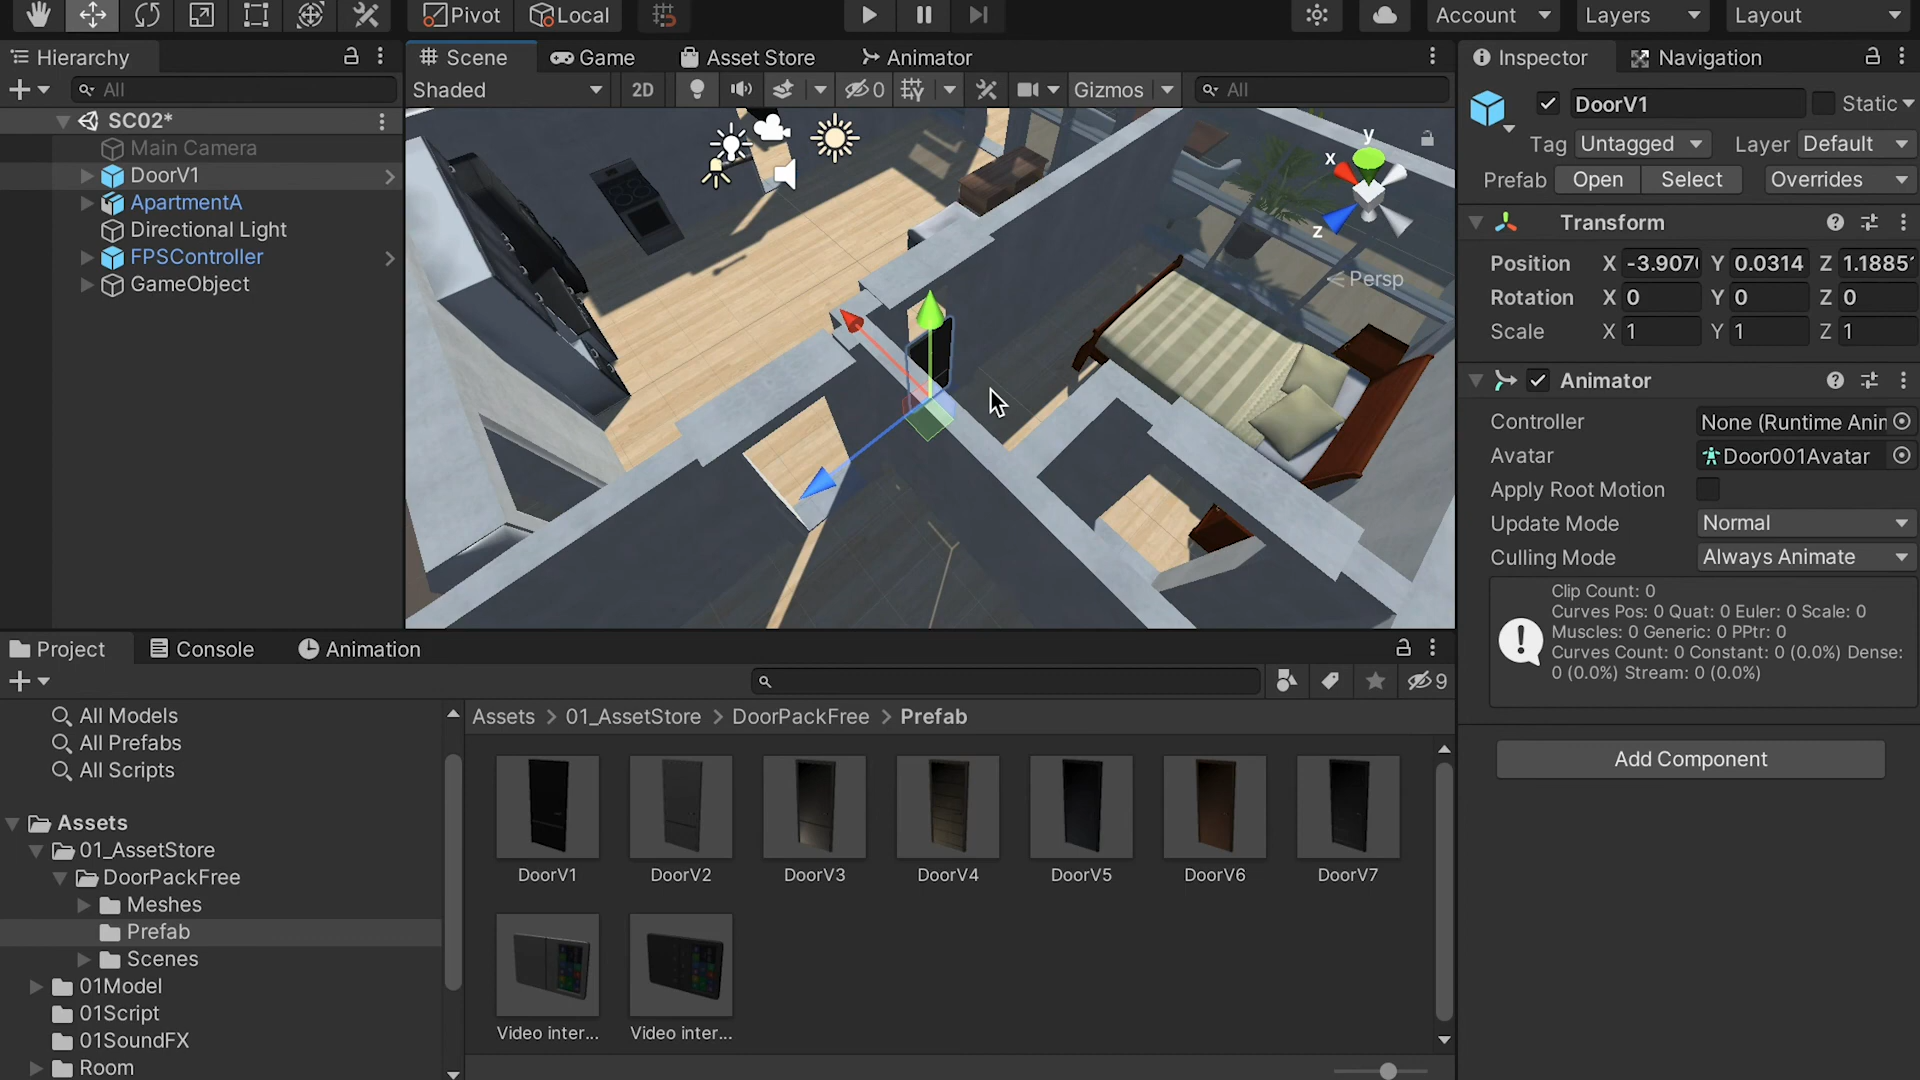 Pivot Local Account Layers Layout
Hierarchy
All
SC02*
Main Camera
DoorV1
ApartmentA
Directional Light
FPSController
GameObject
Scene Game Asset Store Animator
Shaded 2D 0 Gizmos All
y
x
z
Persp
Inspector Navigation
DoorV1 Static
Tag Untagged Layer Default
Prefab Open Select Overrides
Transform
Position X -3.907 Y 0.0314 Z 1.1885
Rotation X 0 Y 0 Z 0
Scale X 1 Y 1 Z 1
Animator
Controller None (Runtime Anir
Avatar Door001Avatar
Apply Root Motion
Update Mode Normal
Culling Mode Always Animate
Clip Count: 0
Curves Pos: 0 Quat: 0 Euler: 0 Scale: 0
Muscles: 0 Generic: 0 PPtr: 0
Curves Count: 0 Constant: 0 (0.0%) Dense:
0 (0.0%) Stream: 0 (0.0%)
Add Component
Project Console Animation
9
All Models
All Prefabs
All Scripts
Assets
01_AssetStore
DoorPackFree
Meshes
Prefab
Scenes
01Model
01Script
01SoundFX
Room
Assets > 01_AssetStore > DoorPackFree > Prefab
DoorV1 DoorV2 DoorV3 DoorV4 DoorV5 DoorV6 DoorV7
Video inter... Video inter...